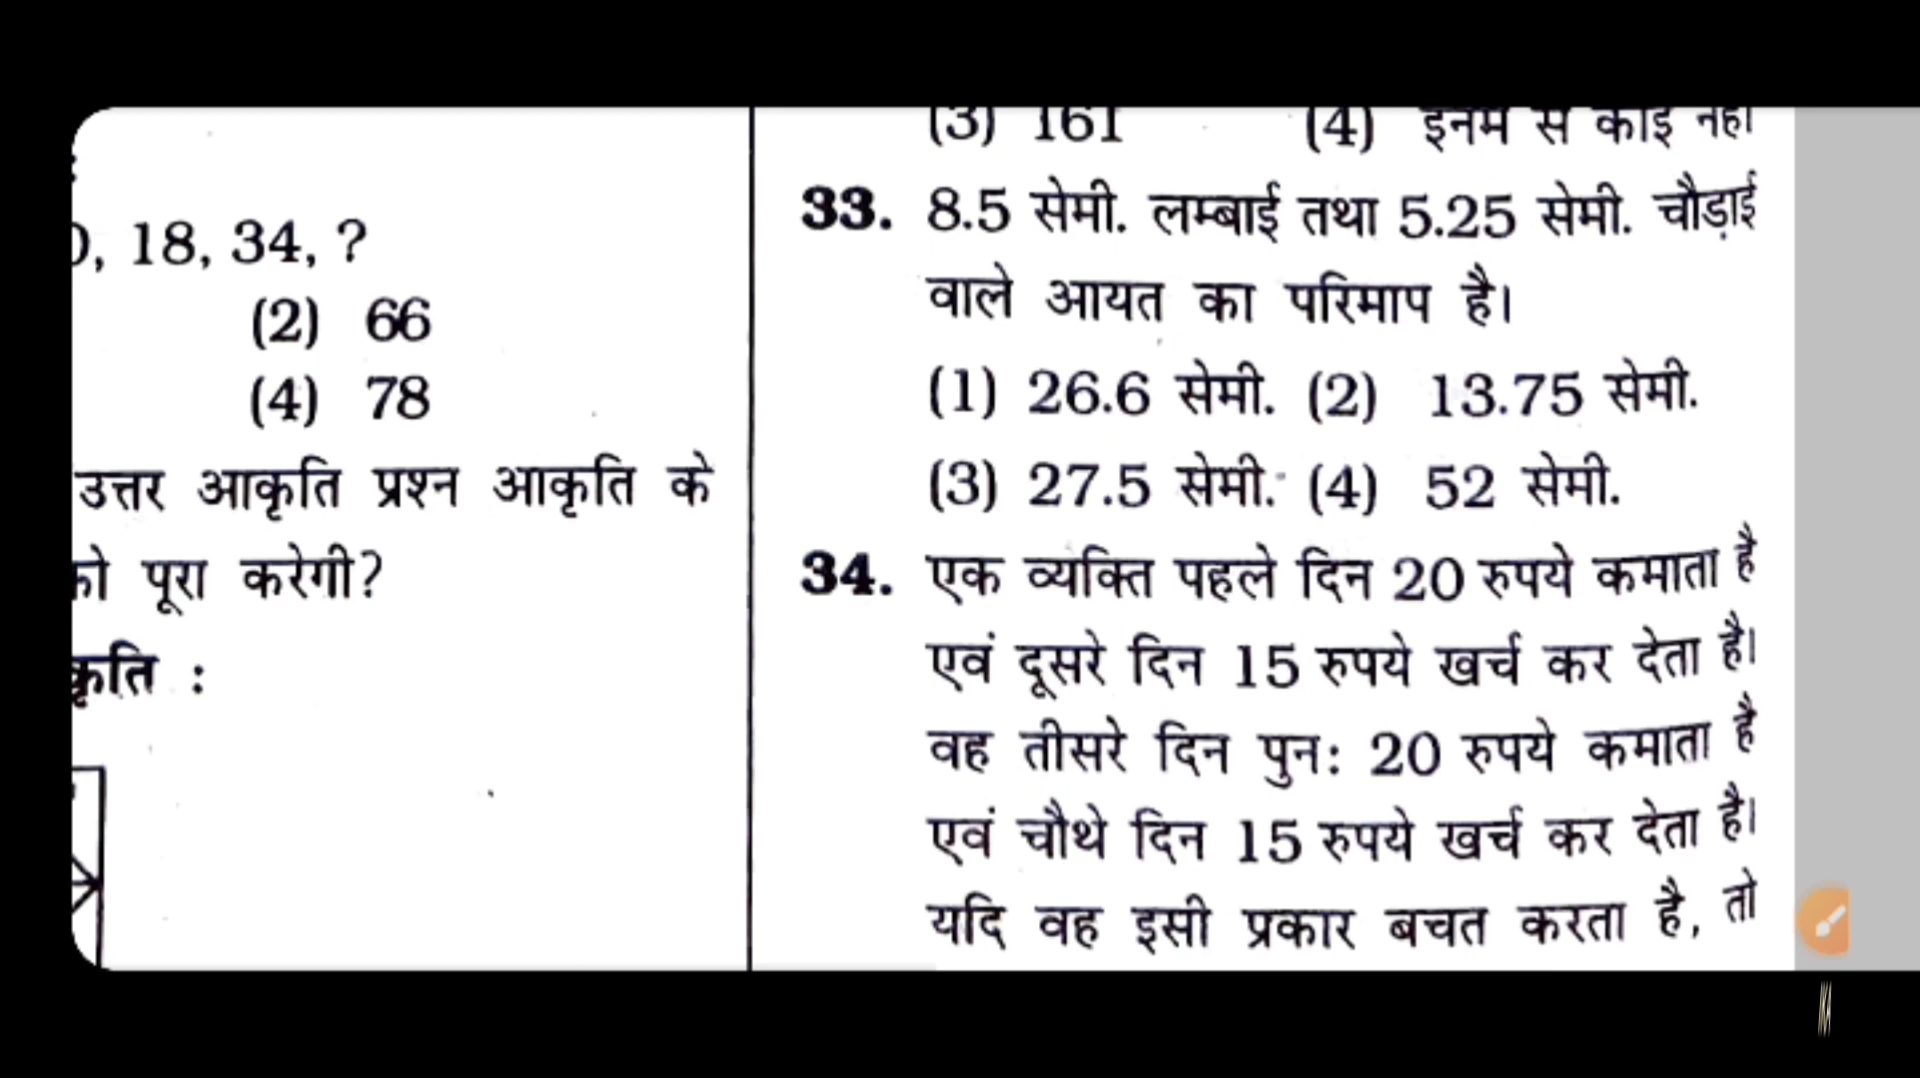 18, 34, ?
(2) 66
(4) 78
उत्तर आकृति प्रश्न आकृति के
पूरा करेगी?
कृति :
(3) 161 (4) इनमें से कोई नहीं
33. 8.5 सेमी. लम्बाई तथा 5.25 सेमी. चौड़ाई
वाले आयत का परिमाप है।
(1) 26.6 सेमी. (2) 13.75 सेमी.
(3) 27.5 सेमी. (4) 52 सेमी.
34. एक व्यक्ति पहले दिन 20 रुपये कमाता है
एवं दूसरे दिन 15 रुपये खर्च कर देता है।
वह तीसरे दिन पुन: 20 रुपये कमाता है
एवं चौथे दिन 15 रुपये खर्च कर देता है।
यदि वह इसी प्रकार बचत करता है, तो